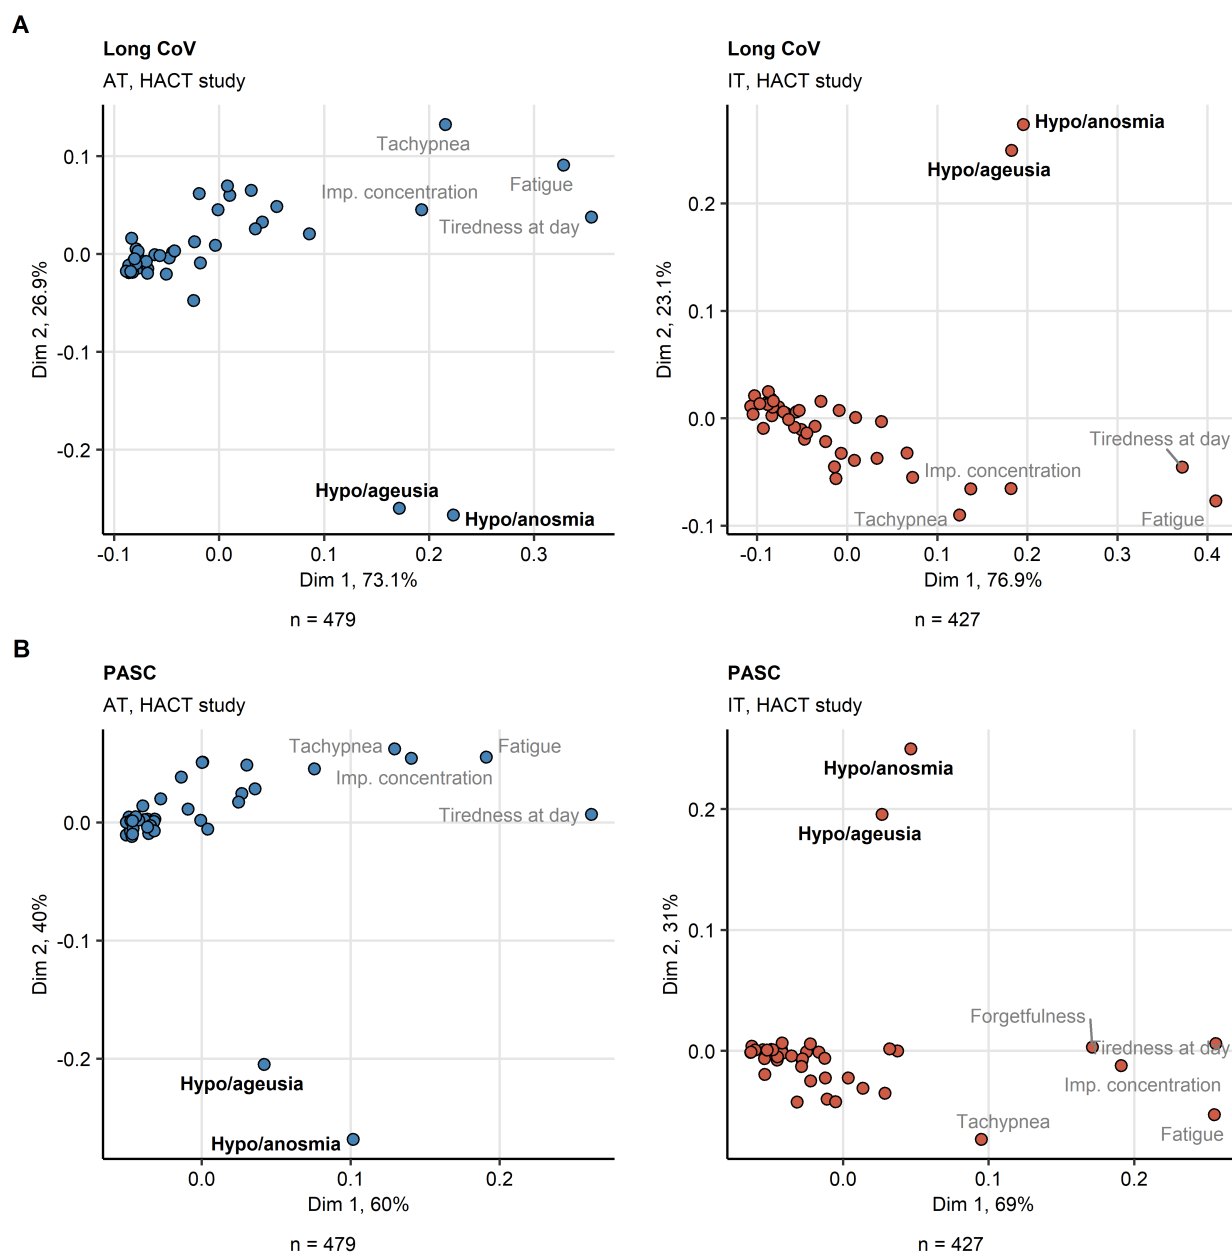 A
Long CoV
AT, HACT study
Tachypnea
Fatigue
Imp. concentration
Tiredness at day
Hypo/ageusia
Hypo/anosmia
0.1
0.0
-0.1
-0.2
Dim 2, 26.9%
-0.1 0.0 0.1 0.2 0.3
Dim 1, 73.1%
n = 479
Long CoV
IT, HACT study
Hypo/anosmia
Hypo/ageusia
Tiredness at day
Imp. concentration
Tachypnea
Fatigue
0.2
0.1
0.0
-0.1
Dim 2, 23.1%
-0.1 0.0 0.1 0.2 0.3 0.4
Dim 1, 76.9%
n = 427
B
PASC
AT, HACT study
Tachypnea
Fatigue
Imp. concentration
Tiredness at day
Hypo/ageusia
Hypo/anosmia
0.0
-0.1
-0.2
Dim 2, 40%
0.0 0.1 0.2
Dim 1, 60%
n = 479
PASC
IT, HACT study
Hypo/anosmia
Hypo/ageusia
Forgetfulness
Tiredness at day
Imp. concentration
Tachypnea
Fatigue
0.2
0.1
0.0
Dim 2, 31%
0.0 0.1 0.2
Dim 1, 69%
n = 427